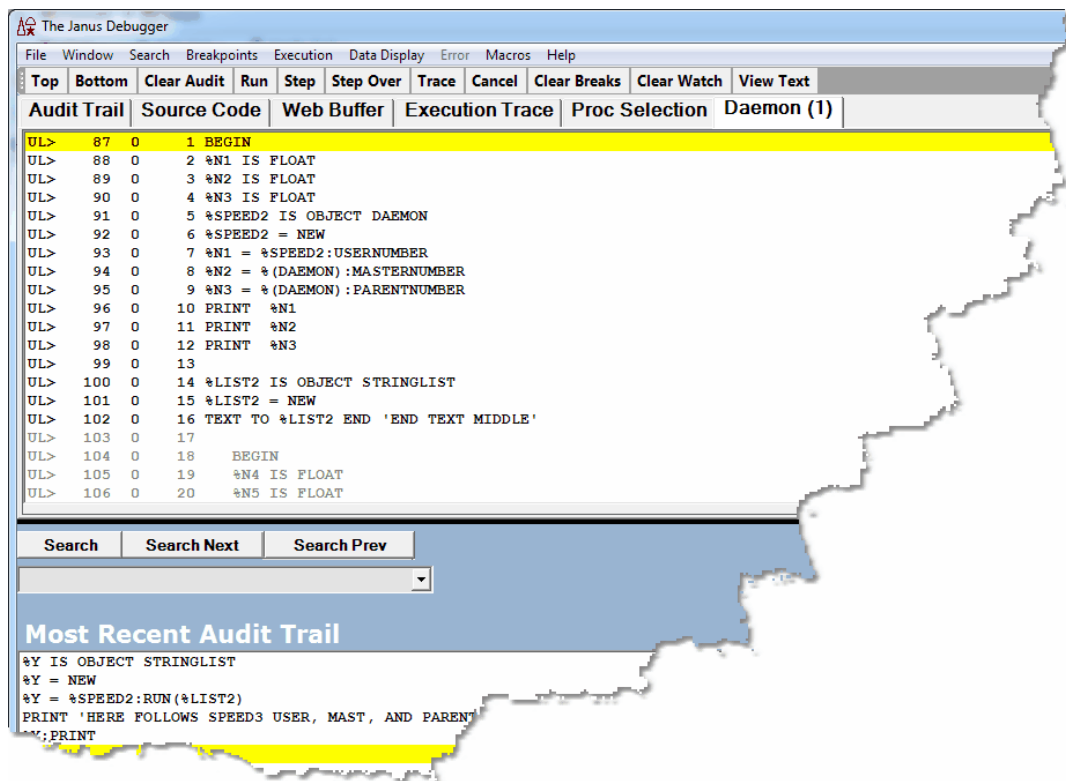 The Janus Debugger
File Window Search Breakpoints Execution Data Display Error Macros Help
Top Bottom Clear Audit Run Step Step Over Trace Cancel Clear Breaks Clear Watch View Text
Audit Trail Source Code Web Buffer Execution Trace Proc Selection Daemon (1)
UL> 87 0 1 BEGIN
UL> 88 0 2 %N1 IS FLOAT
UL> 89 0 3 %N2 IS FLOAT
UL> 90 0 4 %N3 IS FLOAT
UL> 91 0 5 %SPEED2 IS OBJECT DAEMON
UL> 92 0 6 %SPEED2 = NEW
UL> 93 0 7 %N1 = %SPEED2:USERNUMBER
UL> 94 0 8 %N2 = %(DAEMON):MASTERNUMBER
UL> 95 0 9 %N3 = %(DAEMON):PARENTNUMBER
UL> 96 0 10 PRINT %N1
UL> 97 0 11 PRINT %N2
UL> 98 0 12 PRINT %N3
UL> 99 0 13
UL> 100 0 14 %LIST2 IS OBJECT STRINGLIST
UL> 101 0 15 %LIST2 = NEW
UL> 102 0 16 TEXT TO %LIST2 END 'END TEXT MIDDLE'
UL> 103 0 17
UL> 104 0 18 BEGIN
UL> 105 0 19 %N4 IS FLOAT
UL> 106 0 20 %N5 IS FLOAT
Search Search Next Search Prev
Most Recent Audit Trail
%Y IS OBJECT STRINGLIST
%Y = NEW
%Y = %SPEED2:RUN(%LIST2)
PRINT 'HERE FOLLOWS SPEED3 USER, MAST, AND PARENT
%Y;PRINT